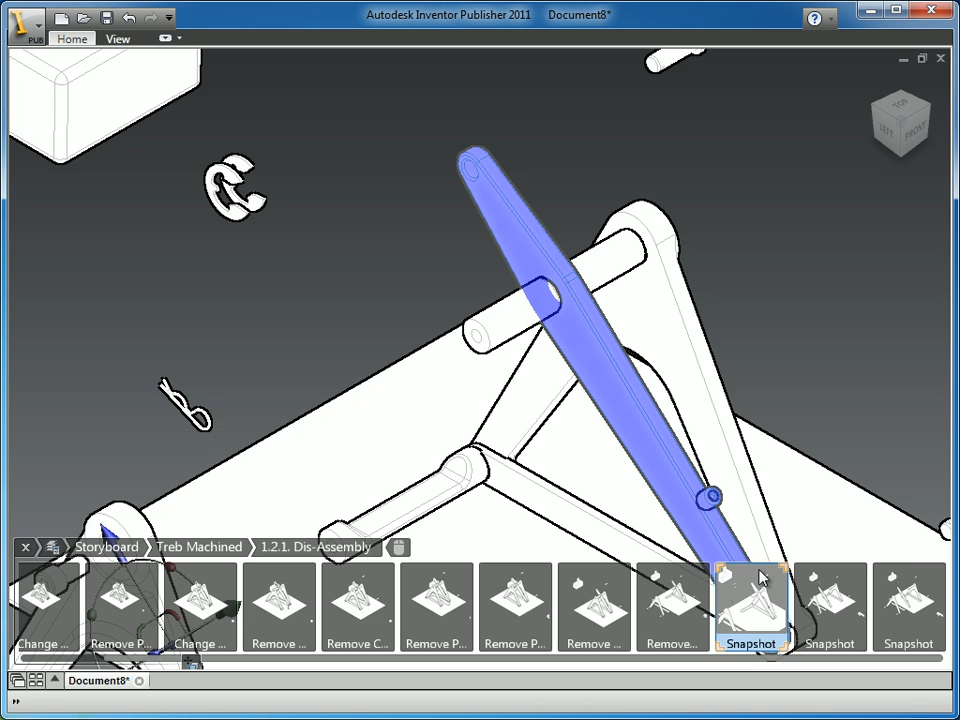 Autodesk Inventor Publisher 2011 Document8*
PUB
Home View
TOP
LEFT FRONT
Storyboard Treb Machined 1.2.1. Dis-Assembly
Change ... Remove P... Change ... Remove ... Remove C... Remove P... Remove P... Remove ... Remove... Snapshot Snapshot Snapshot
Document8*